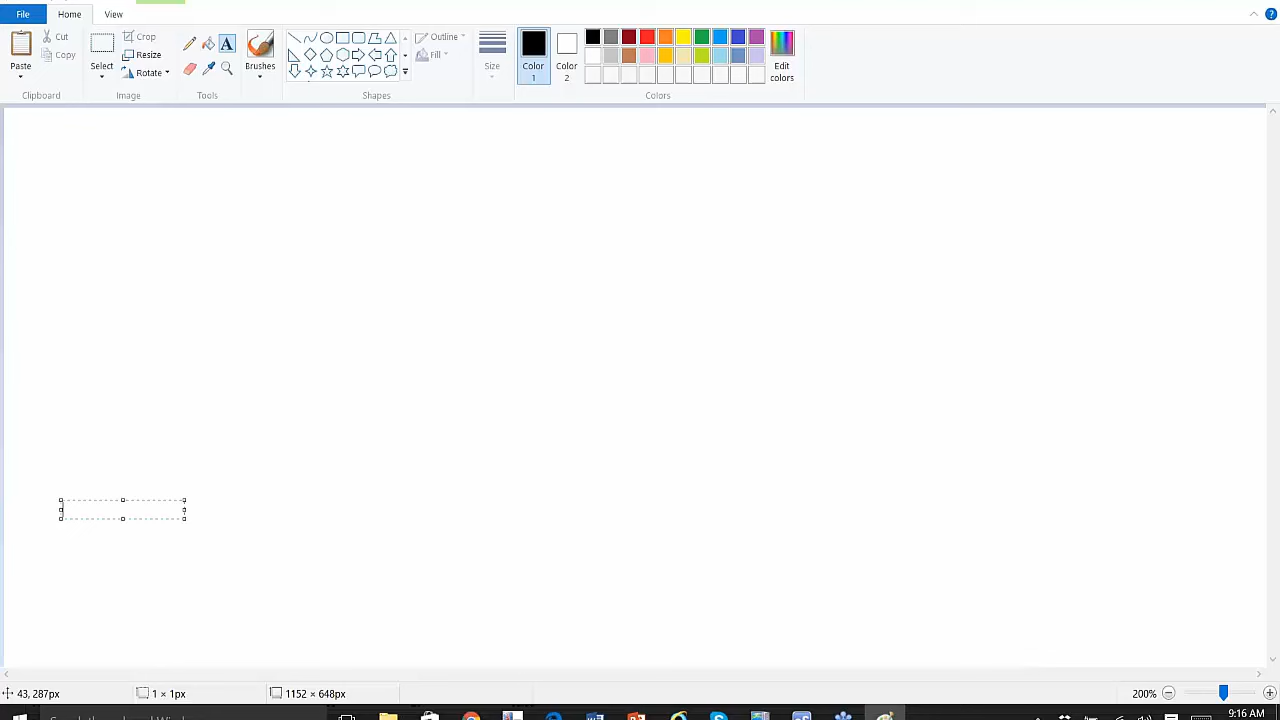 File Home View
Paste Cut Copy Select Crop Resize Rotate A Brushes Outline Fill Size Color 1 Color 2 Edit colors
Clipboard Image Tools Shapes Colors
43, 287px 1 × 1px 1152 × 648px 200%
9:16 AM